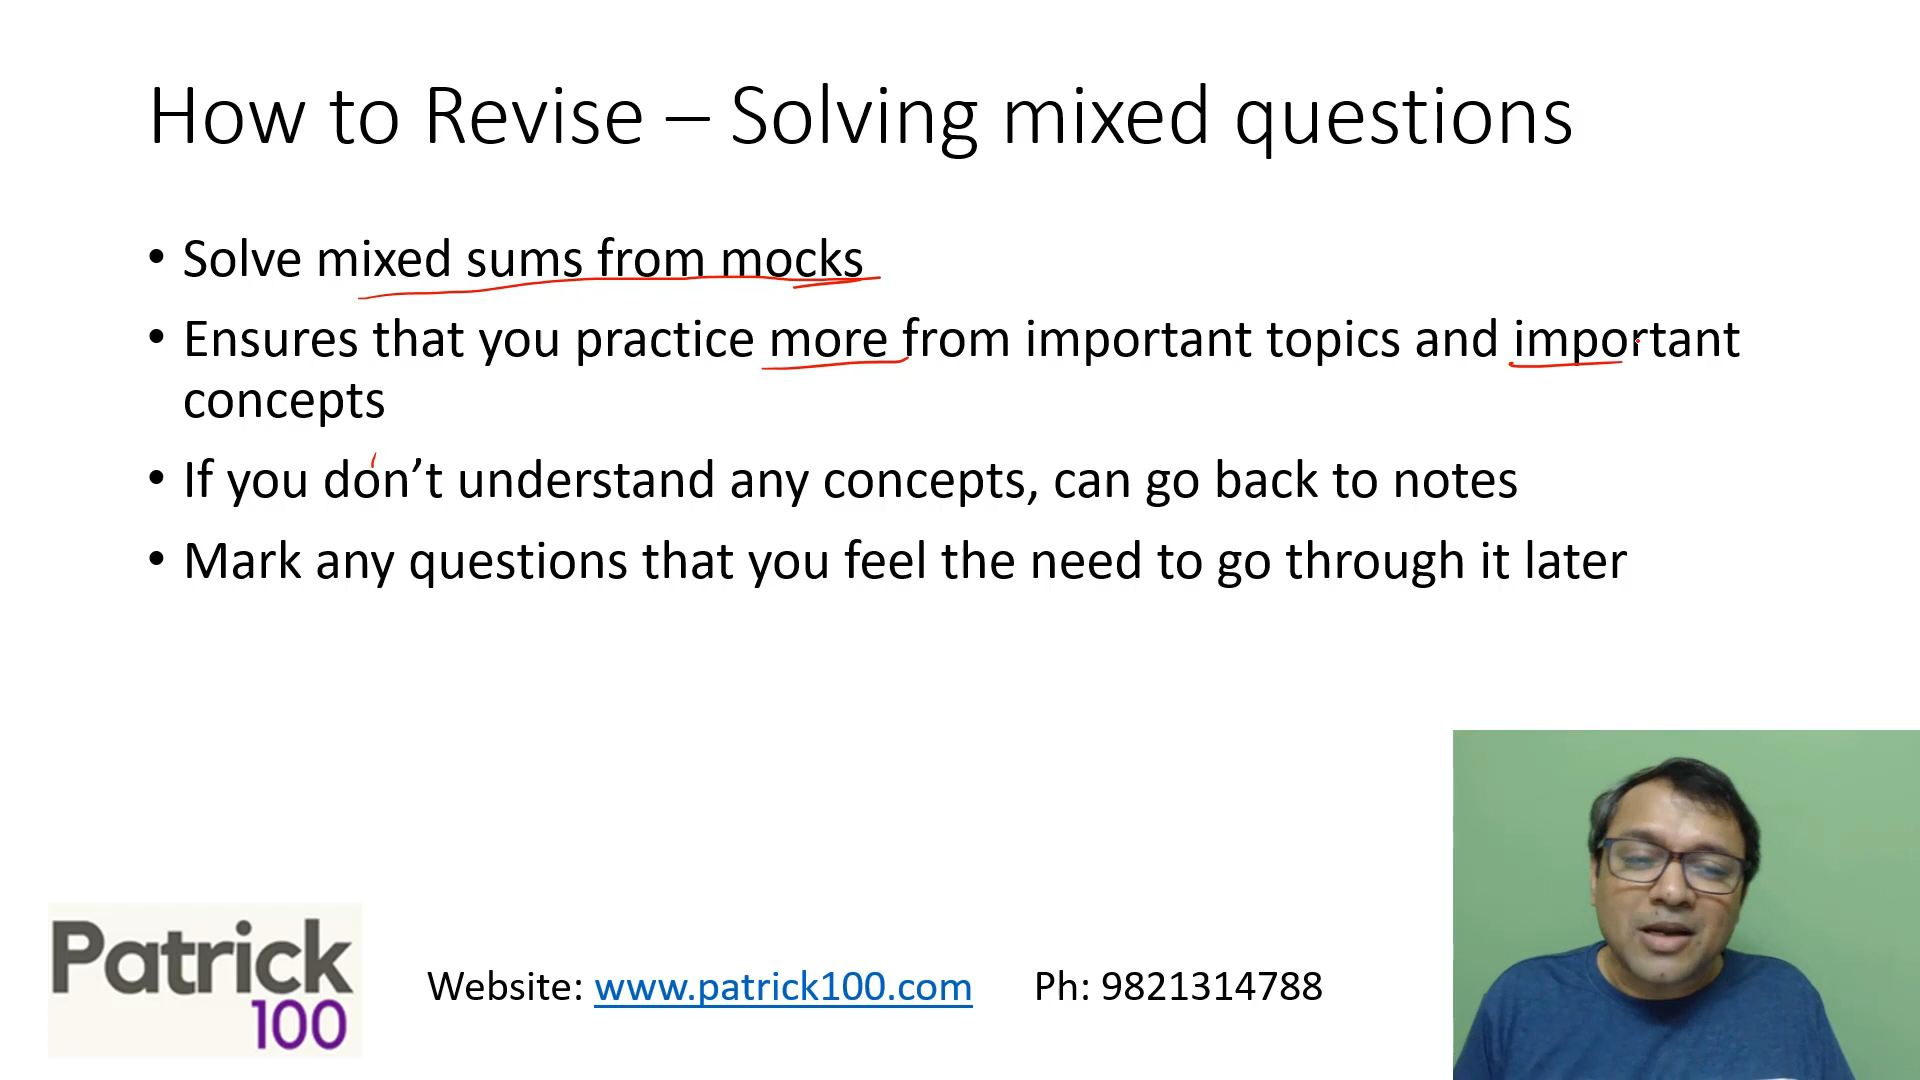 How to Revise – Solving mixed questions
• Solve mixed sums from mocks
• Ensures that you practice more from important topics and important
concepts
• If you don’t understand any concepts, can go back to notes
• Mark any questions that you feel the need to go through it later
Patrick
100
Website: www.patrick100.com Ph: 9821314788